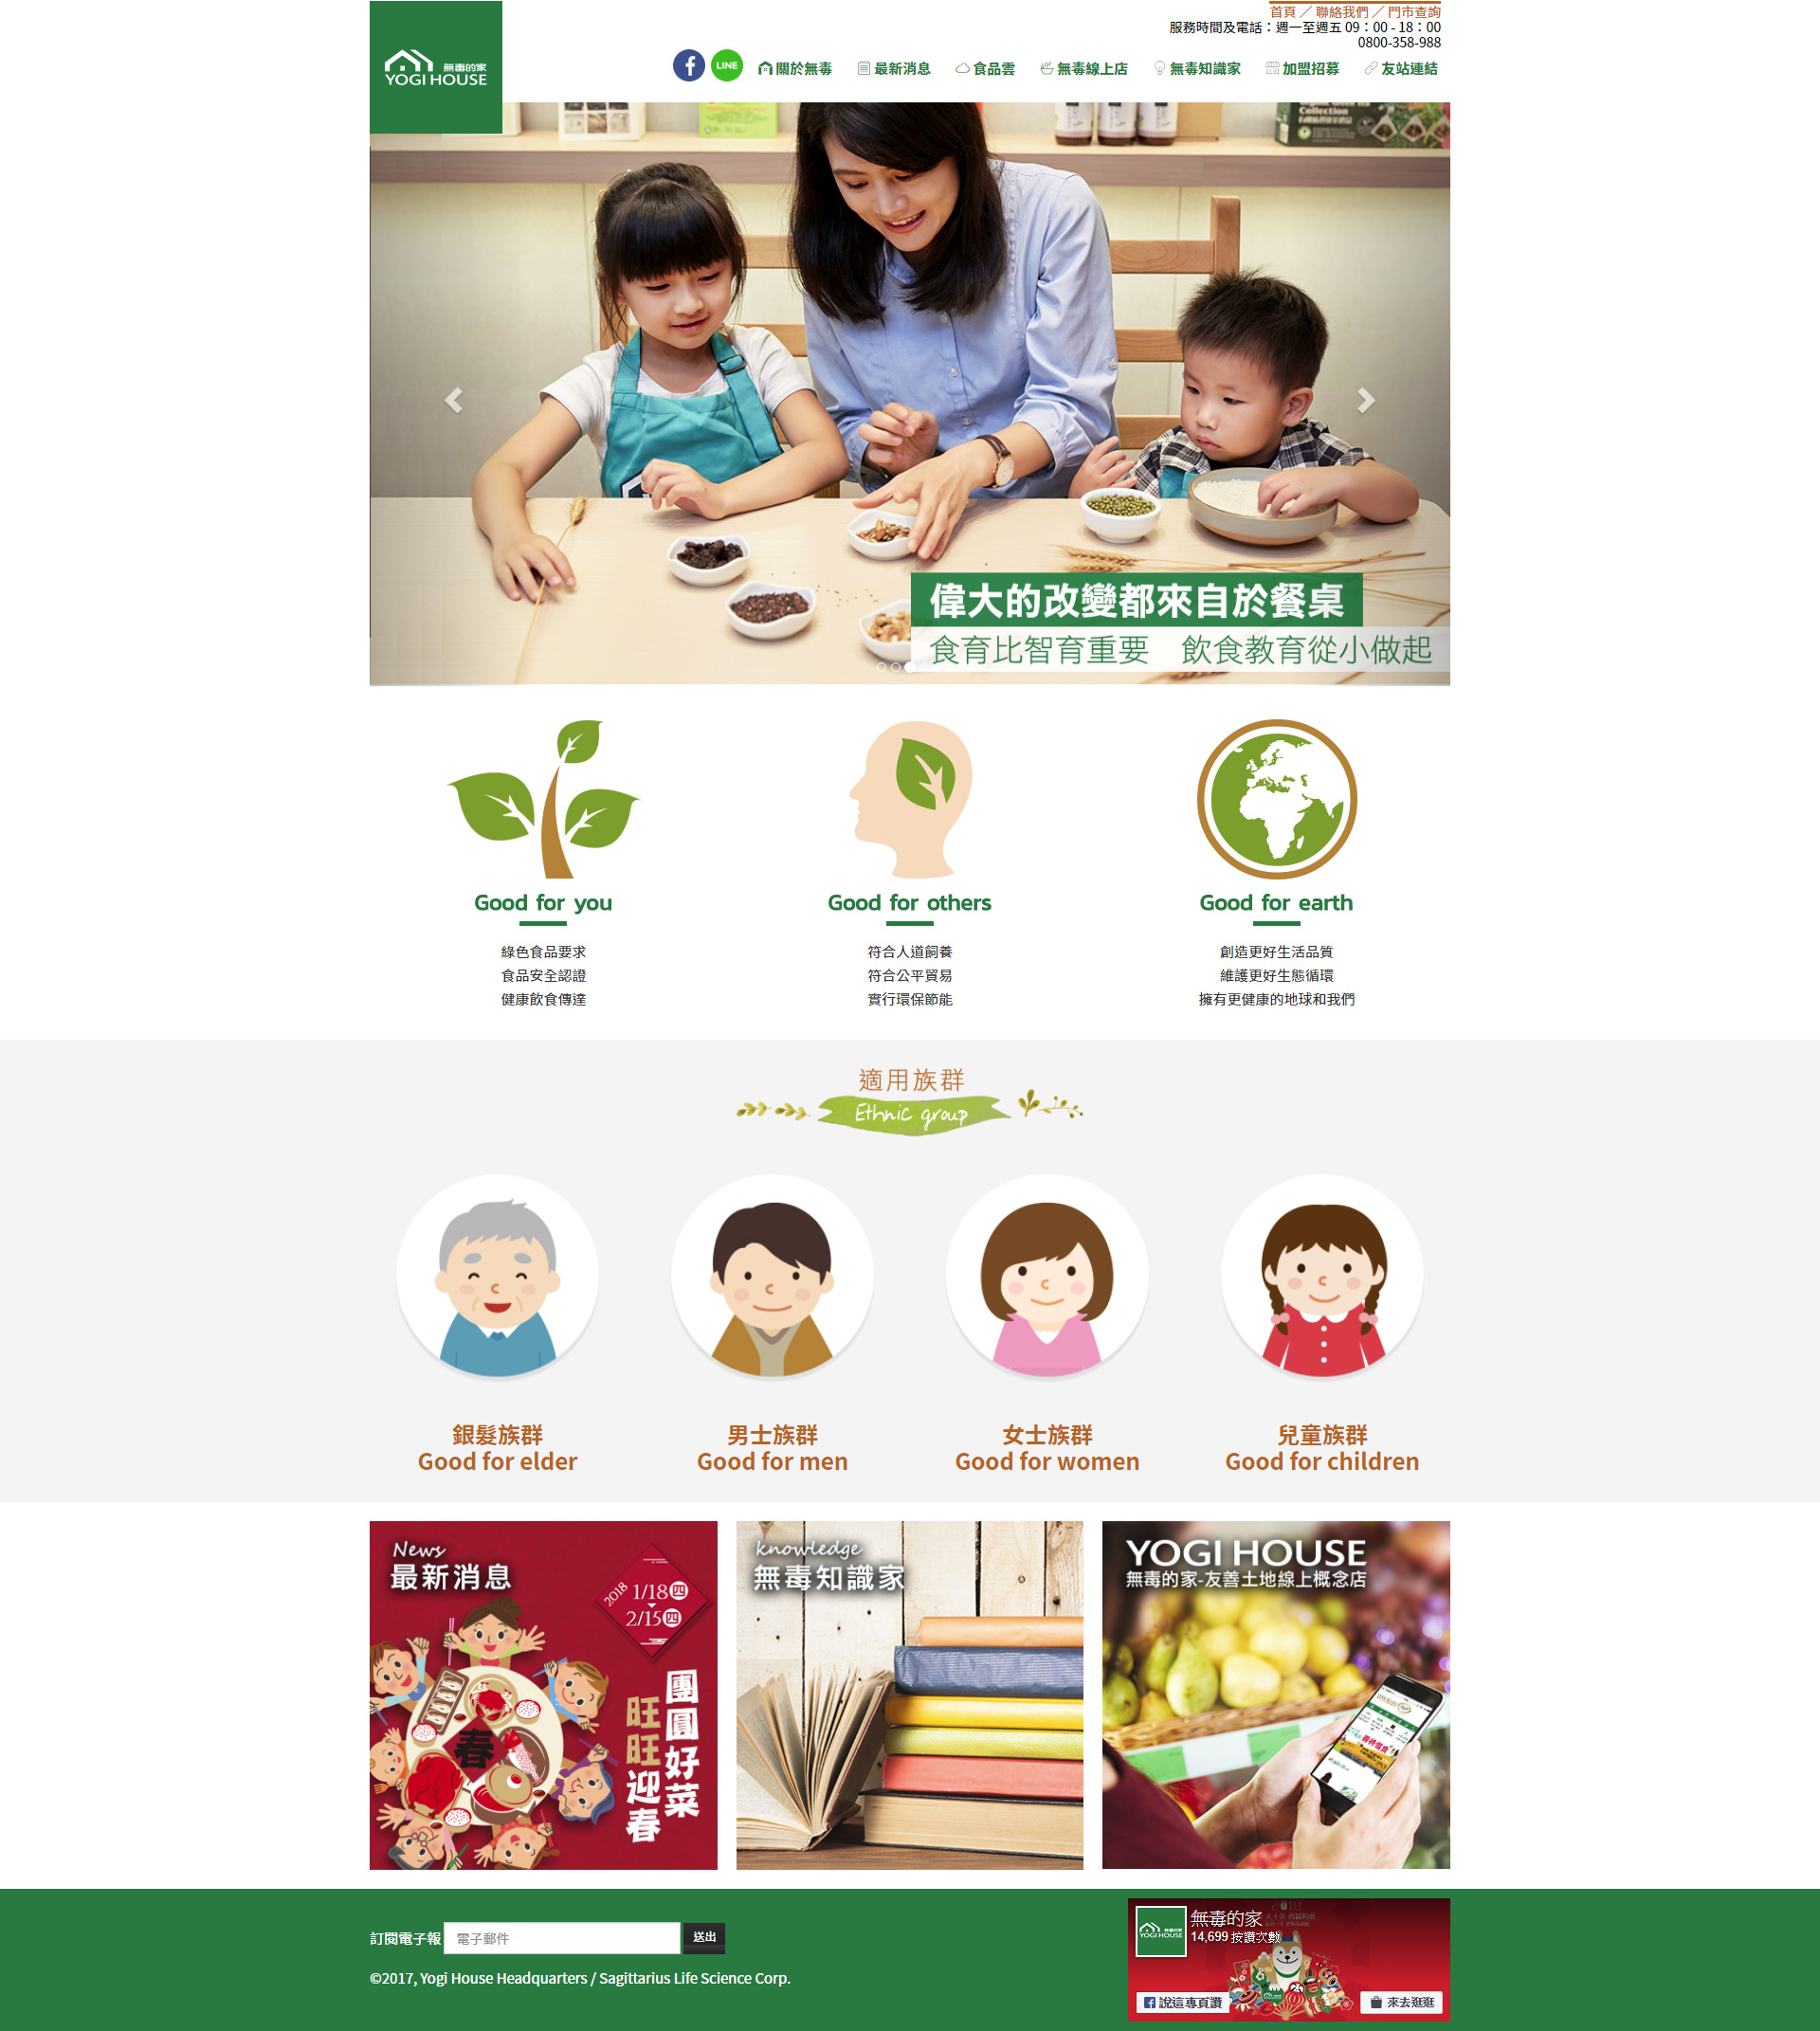 首頁 ／ 聯絡我們 ／ 門市查詢
服務時間及電話：週一至週五 09：00 - 18：00
0800-358-988
無毒的家
YOGI HOUSE
LINE
關於無毒
最新消息
食品雲
無毒線上店
無毒知識家
加盟招募
友站連結
Collection
偉大的改變都來自於餐桌
食育比智育重要　飲食教育從小做起
Good for you
綠色食品要求
食品安全認證
健康飲食傳達
Good for others
符合人道飼養
符合公平貿易
實行環保節能
Good for earth
創造更好生活品質
維護更好生態循環
擁有更健康的地球和我們
適用族群
Ethnic group
銀髮族群
Good for elder
男士族群
Good for men
女士族群
Good for women
兒童族群
Good for children
News
最新消息
2018 1/18 四
2/15 四
團圓好菜
旺旺迎春
春
knowledge
無毒知識家
YOGI HOUSE
無毒的家-友善土地線上概念店
訂閱電子報 電子郵件 送出
©2017, Yogi House Headquarters / Sagittarius Life Science Corp.
無毒的家
YOGI HOUSE
無毒的家
14,699 按讚次數
說這專頁讚
來去逛逛